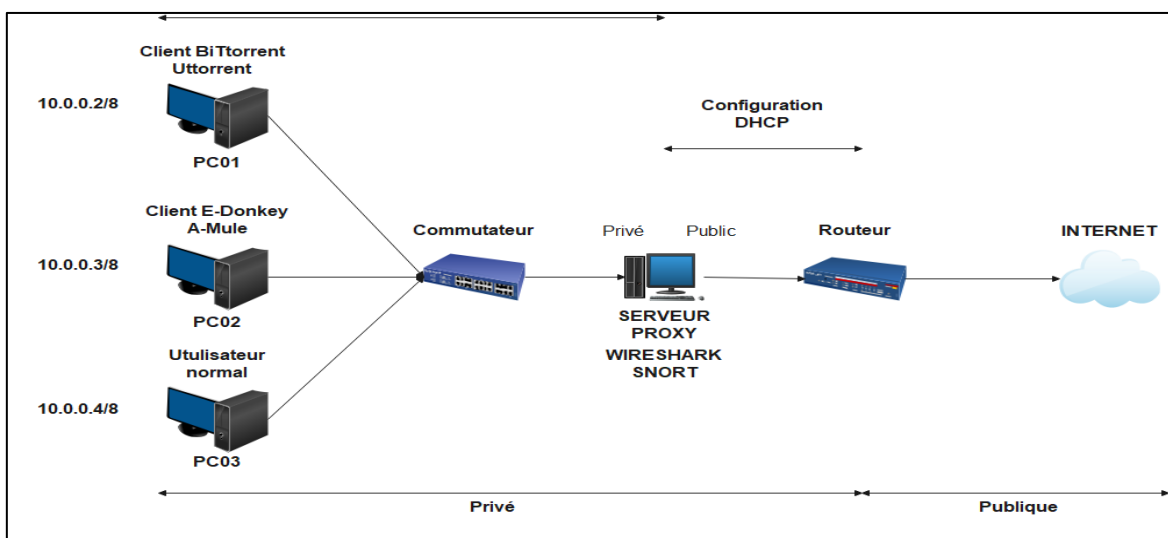 Client BiTtorrent
Uttorrent
10.0.0.2/8
PC01
Configuration
DHCP
Client E-Donkey
A-Mule
10.0.0.3/8
PC02
Commutateur
Privé
Public
Routeur
INTERNET
SERVEUR
PROXY
WIRESHARK
SNORT
Utulisateur
normal
10.0.0.4/8
PC03
Privé
Publique